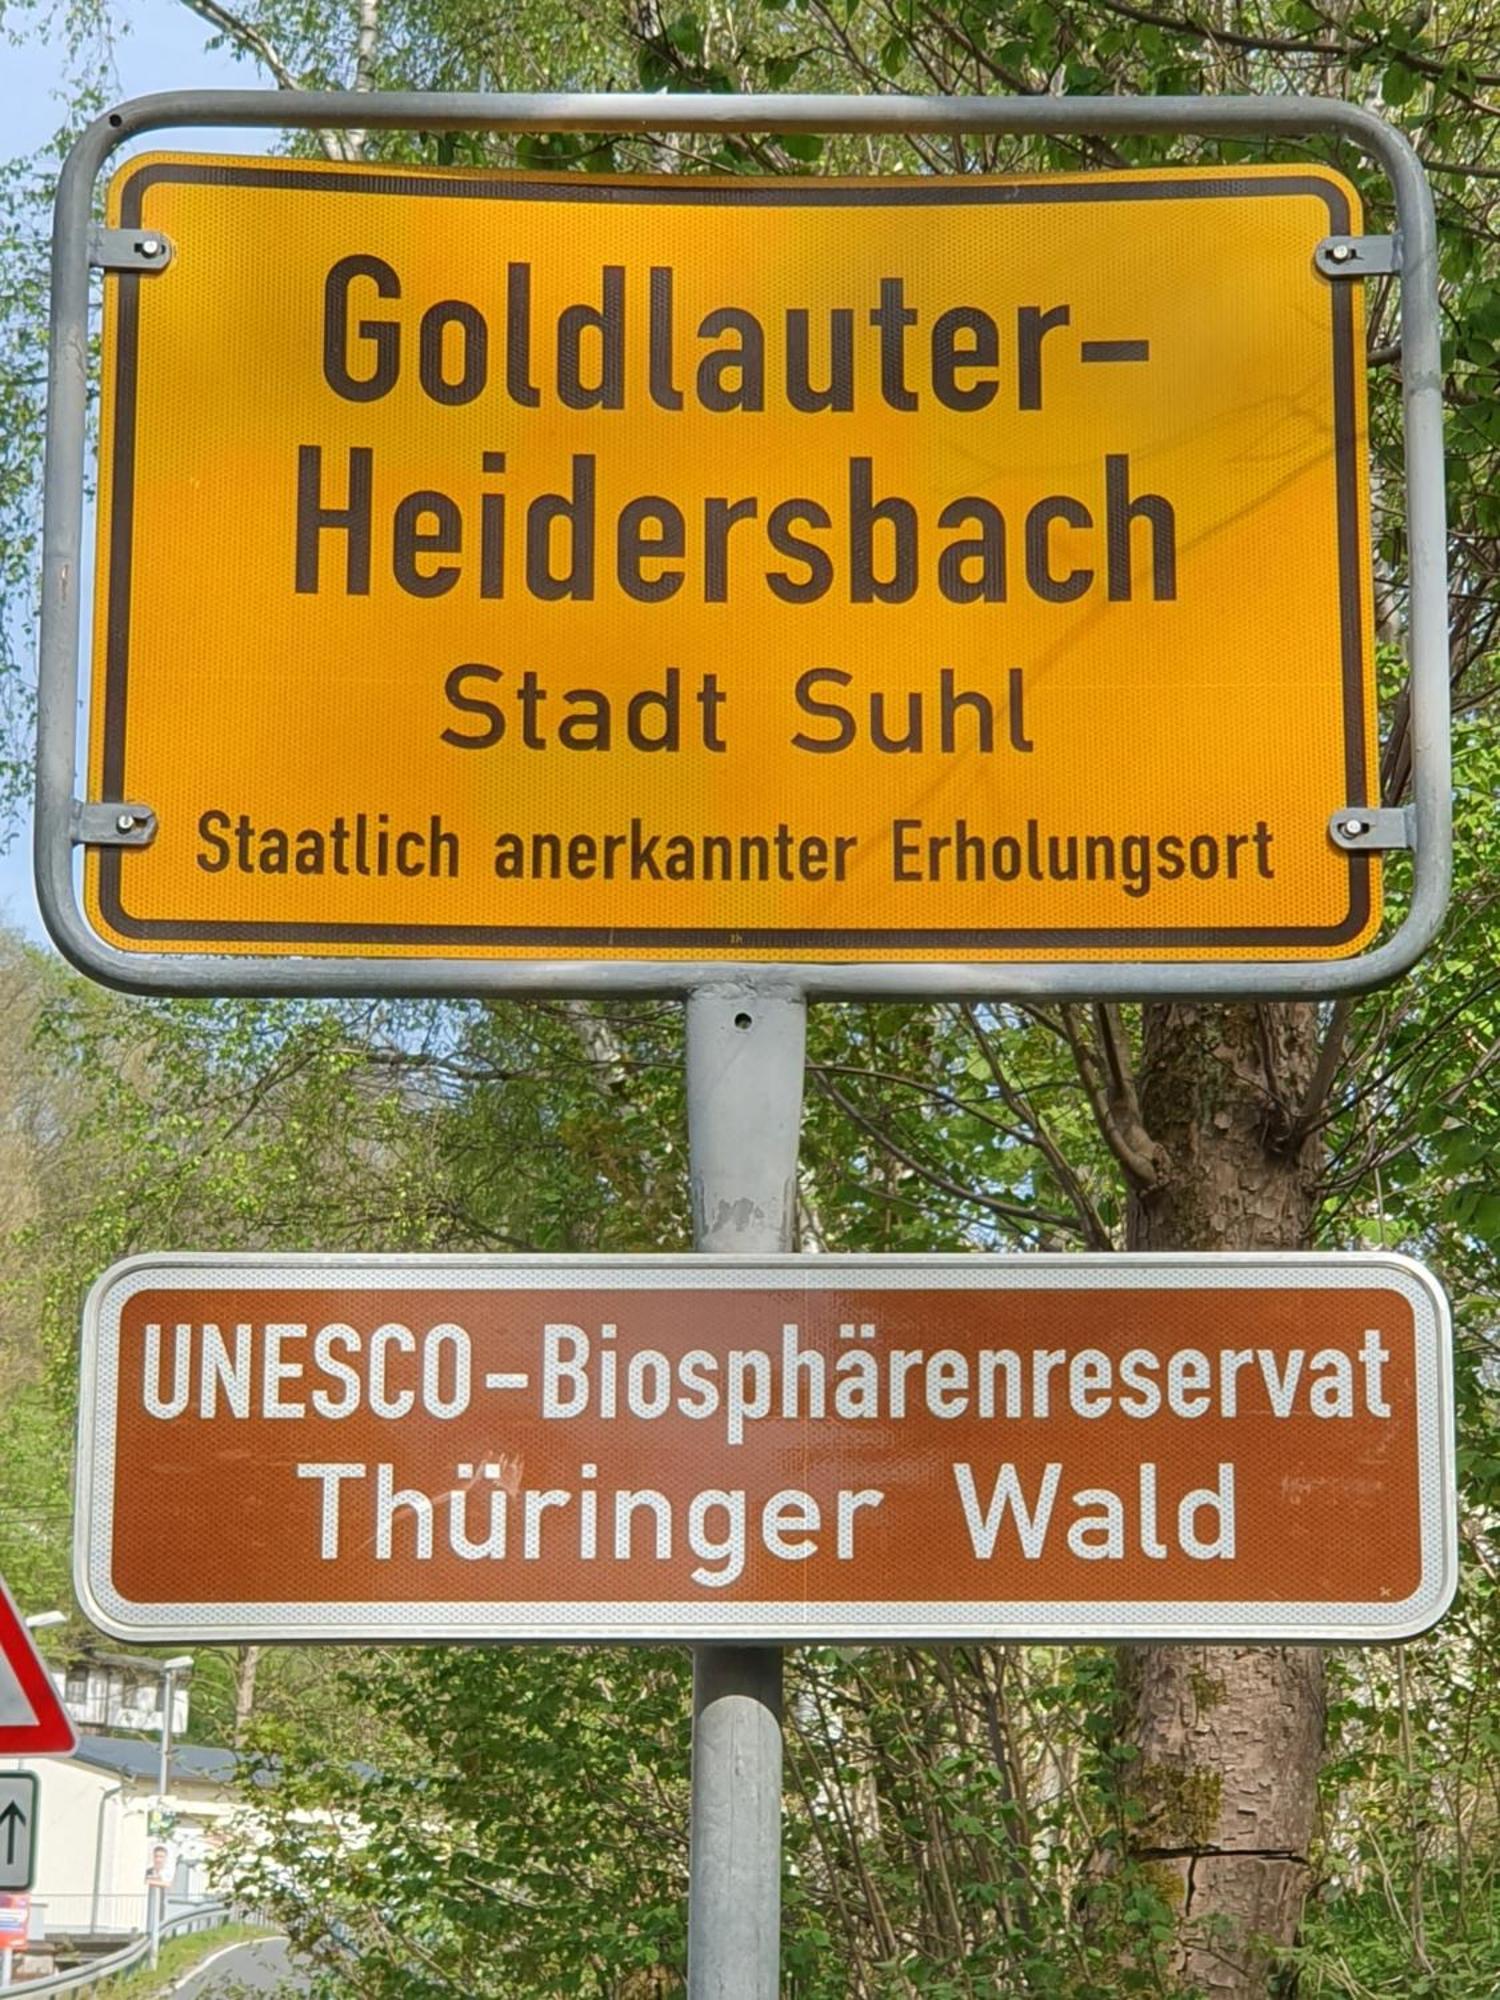 Goldlauter-
Heidersbach
Stadt Suhl
Staatlich anerkannter Erholungsort
UNESCO-Biosphärenreservat
Thüringer Wald